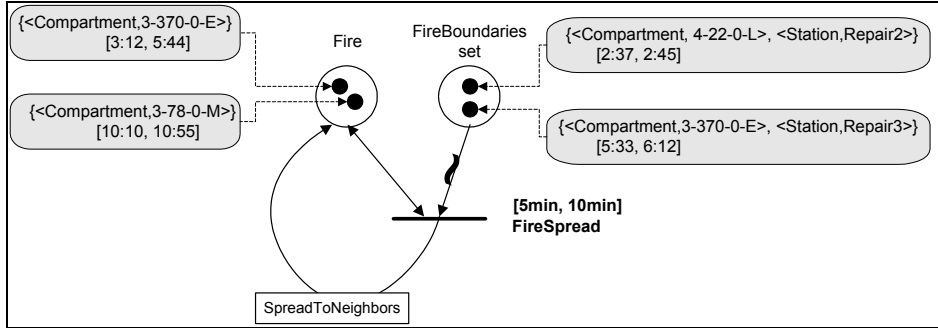 {<Compartment,3-370-0-E>}
[3:12, 5:44]
{<Compartment,3-78-0-M>}
[10:10, 10:55]
Fire
FireBoundaries
set
{<Compartment, 4-22-0-L>, <Station,Repair2>}
[2:37, 2:45]
{<Compartment,3-370-0-E>, <Station,Repair3>}
[5:33, 6:12]
[5min, 10min]
FireSpread
SpreadToNeighbors